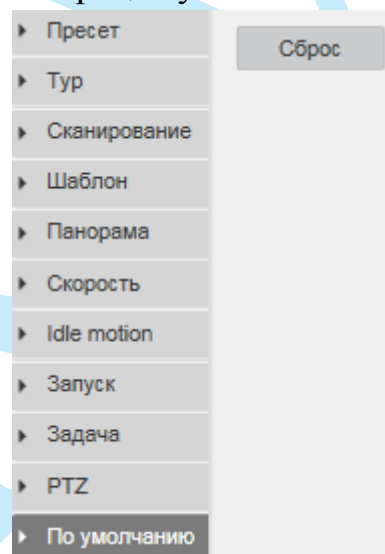 Пресет
Сброс
Тур
Сканирование
Шаблон
Панорама
Скорость
Idle motion
Запуск
Задача
PTZ
По умолчанию